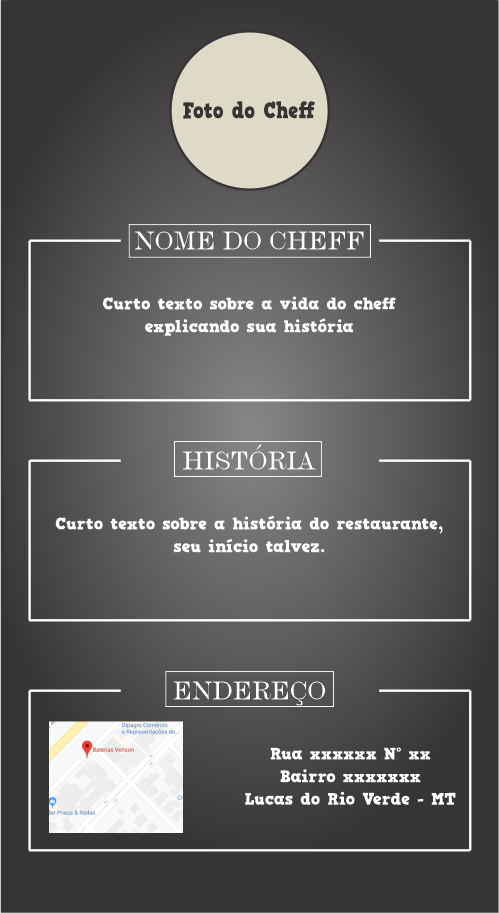 Foto do Cheff
NOME DO CHEFF
Curto texto sobre a vida do cheff
explicando sua história
HISTÓRIA
Curto texto sobre a história do restaurante,
seu início talvez.
ENDEREÇO
Dipagro Comércio
e Representações de...
Baterias Venson
Ci
ter Pneus & Rodas
Rua xxxxxx N° xx
Bairro xxxxxxx
Lucas do Rio Verde - MT